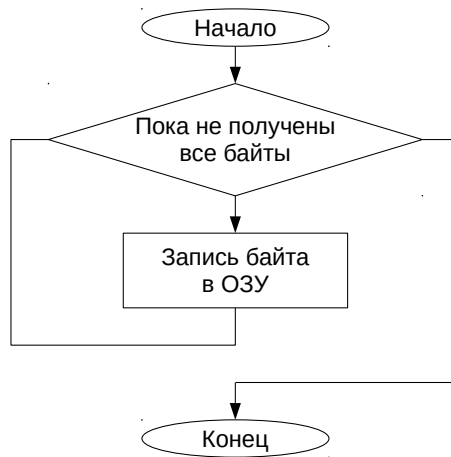 Начало
Пока не получены
все байты
Запись байта
в ОЗУ
Конец